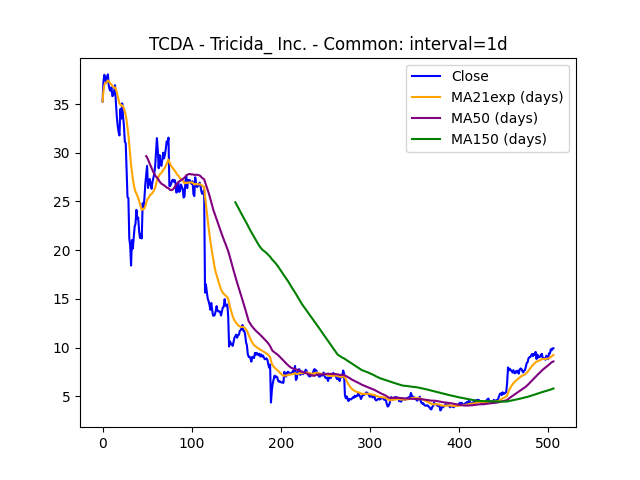 TCDA - Tricida_ Inc. - Common: interval=1d
Close
MA21exp (days)
MA50 (days)
MA150 (days)
35
30
25
20
15
10
5
0 100 200 300 400 500